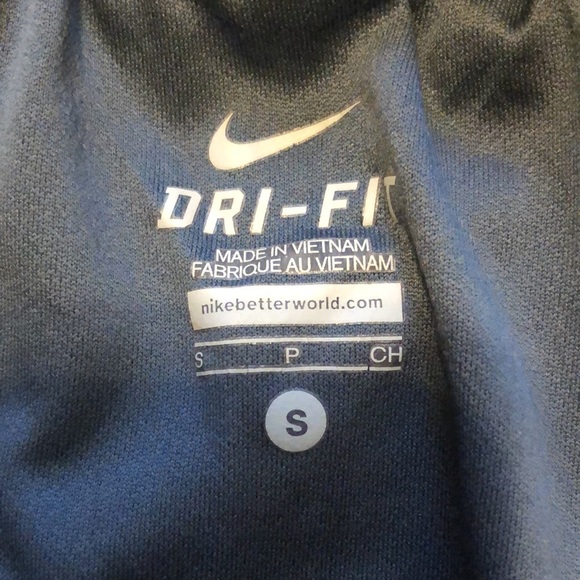 DRI-FIT
MADE IN VIETNAM
FABRIQUE AU VIETNAM
nikebetterworld.com
S P CH
S